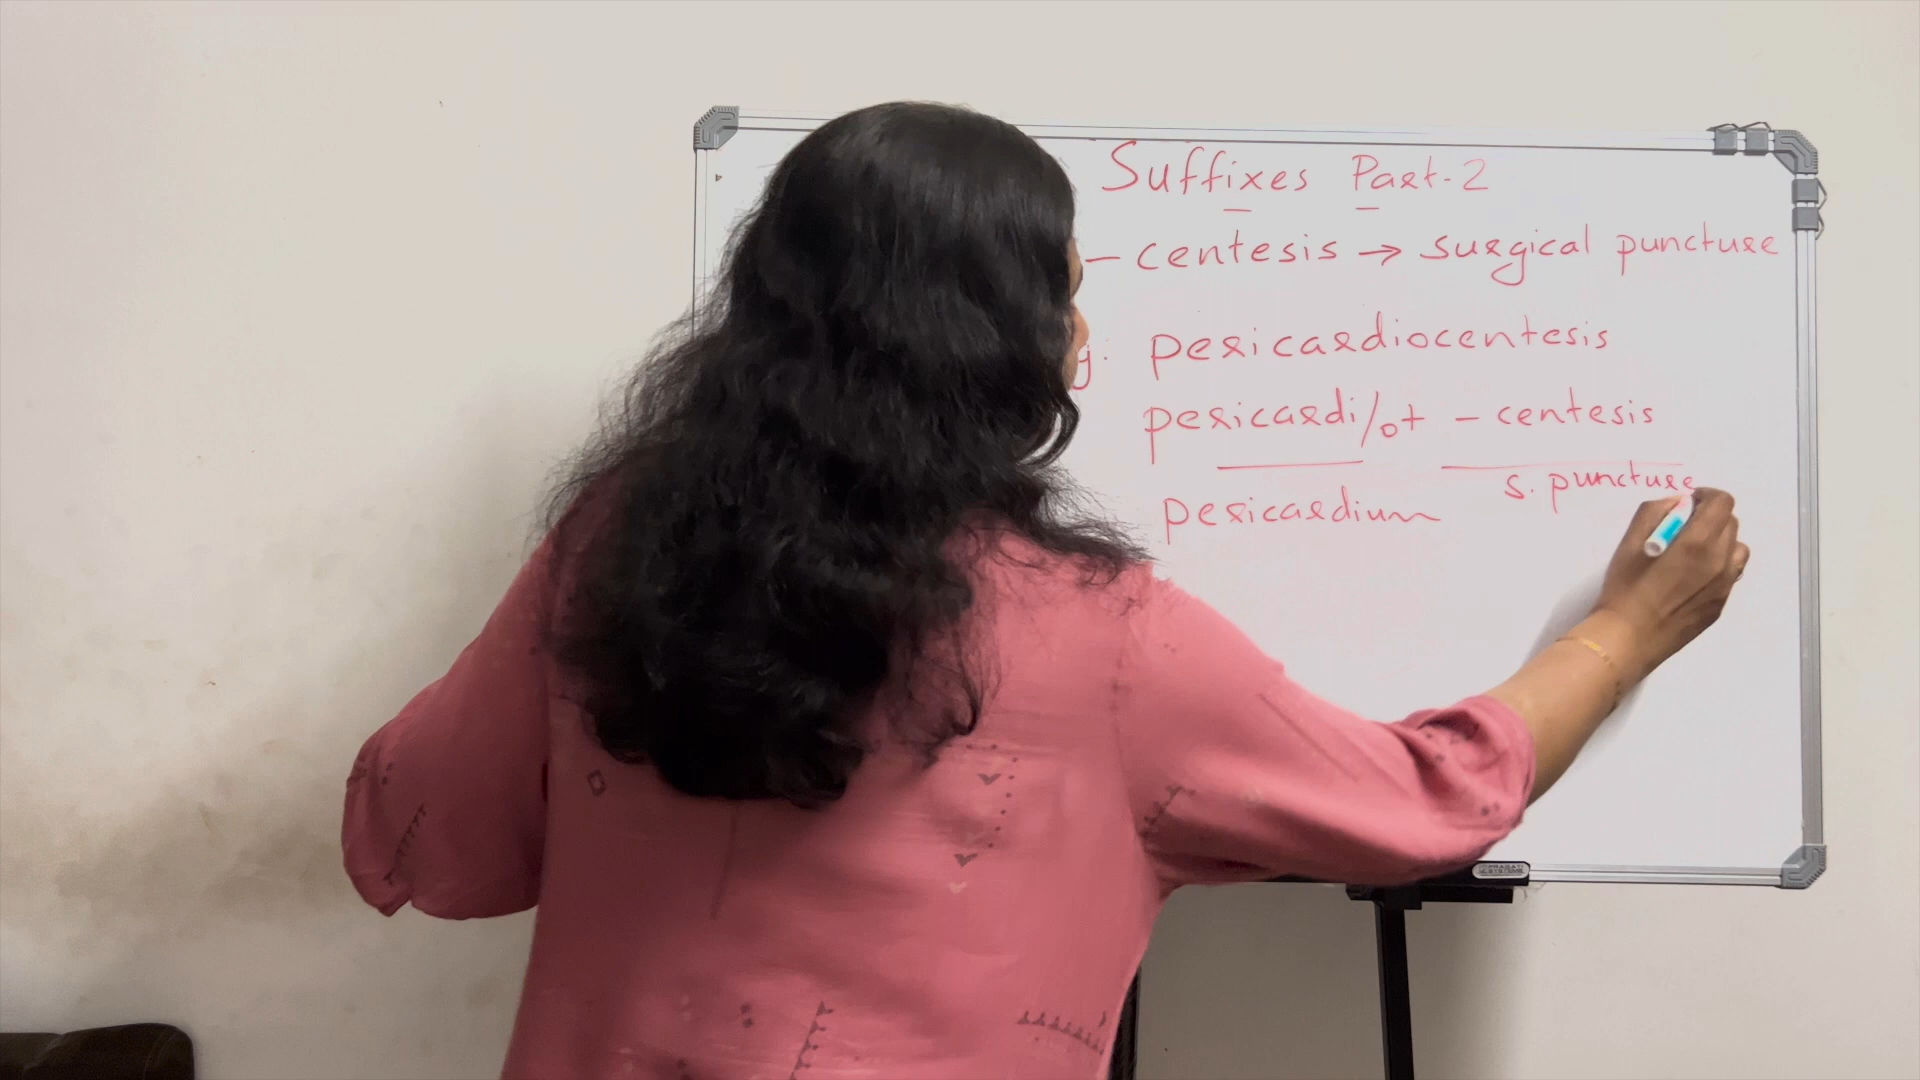 Suffixes Part-2
- centesis → surgical puncture
pericardiocentesis
pericardi/o + - centesis
s. puncture
pericardium